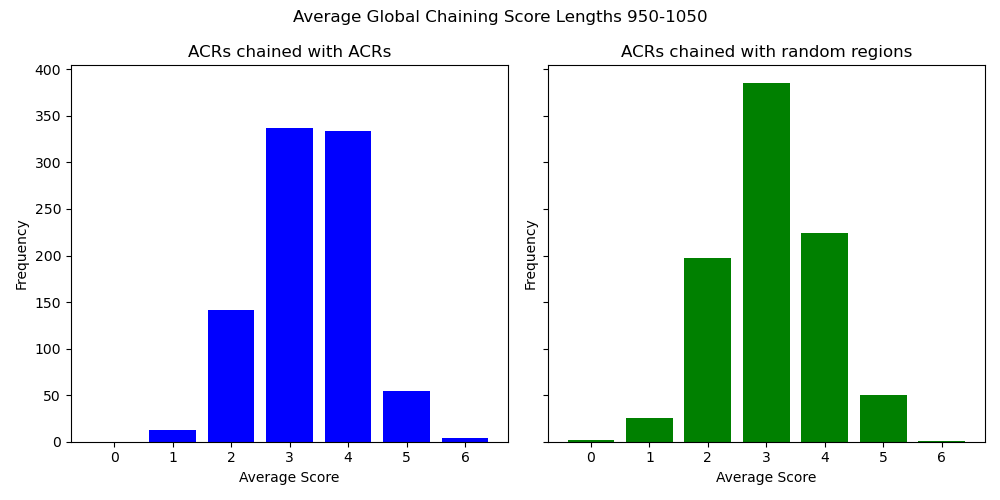 Average Global Chaining Score Lengths 950-1050
ACRs chained with ACRs
400
350
300
250
200
150
100
50
0
Frequency
0 1 2 3 4 5 6
Average Score
ACRs chained with random regions
Frequency
0 1 2 3 4 5 6
Average Score